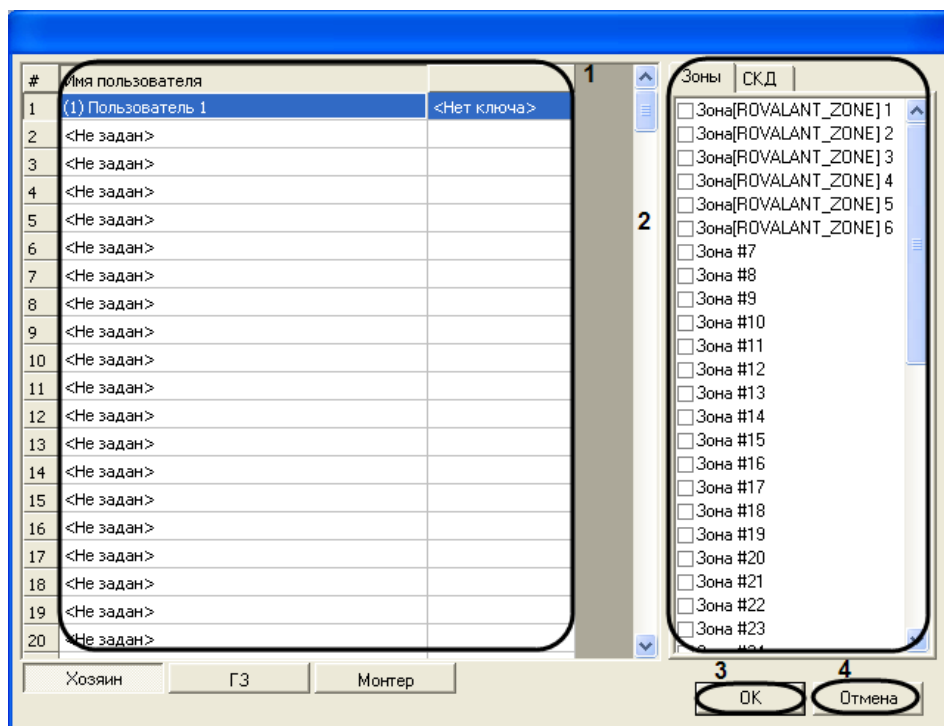 # Имя пользователя 1
1 (1) Пользователь 1 <Нет ключа>
2 <Не задан>
3 <Не задан>
4 <Не задан>
5 <Не задан>
6 <Не задан>
7 <Не задан>
8 <Не задан>
9 <Не задан>
10 <Не задан>
11 <Не задан>
12 <Не задан>
13 <Не задан>
14 <Не задан>
15 <Не задан>
16 <Не задан>
17 <Не задан>
18 <Не задан>
19 <Не задан>
20 <Не задан>
Хозяин ГЗ Монтер
2
Зоны СКД
Зона[ROVALANT_ZONE] 1
Зона[ROVALANT_ZONE] 2
Зона[ROVALANT_ZONE] 3
Зона[ROVALANT_ZONE] 4
Зона[ROVALANT_ZONE] 5
Зона[ROVALANT_ZONE] 6
Зона #7
Зона #8
Зона #9
Зона #10
Зона #11
Зона #12
Зона #13
Зона #14
Зона #15
Зона #16
Зона #17
Зона #18
Зона #19
Зона #20
Зона #21
Зона #22
Зона #23
3 4
OK Отмена